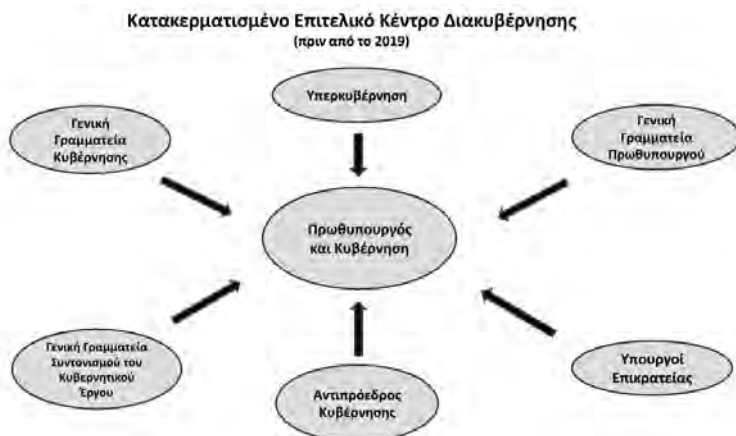 Κατακερματισμένο Επιτελικό Κέντρο Διακυβέρνησης
(πριν από το 2019)
Υπερκυβέρνηση
Γενική
Γραμματεία
Κυβέρνησης
Γενική
Γραμματεία
Πρωθυπουργού
Πρωθυπουργός
και Κυβέρνηση
Γενική Γραμματεία
Συντονισμού του
Κυβερνητικού
Έργου
Αντιπρόεδρος
Κυβέρνησης
Υπουργοί
Επικρατείας